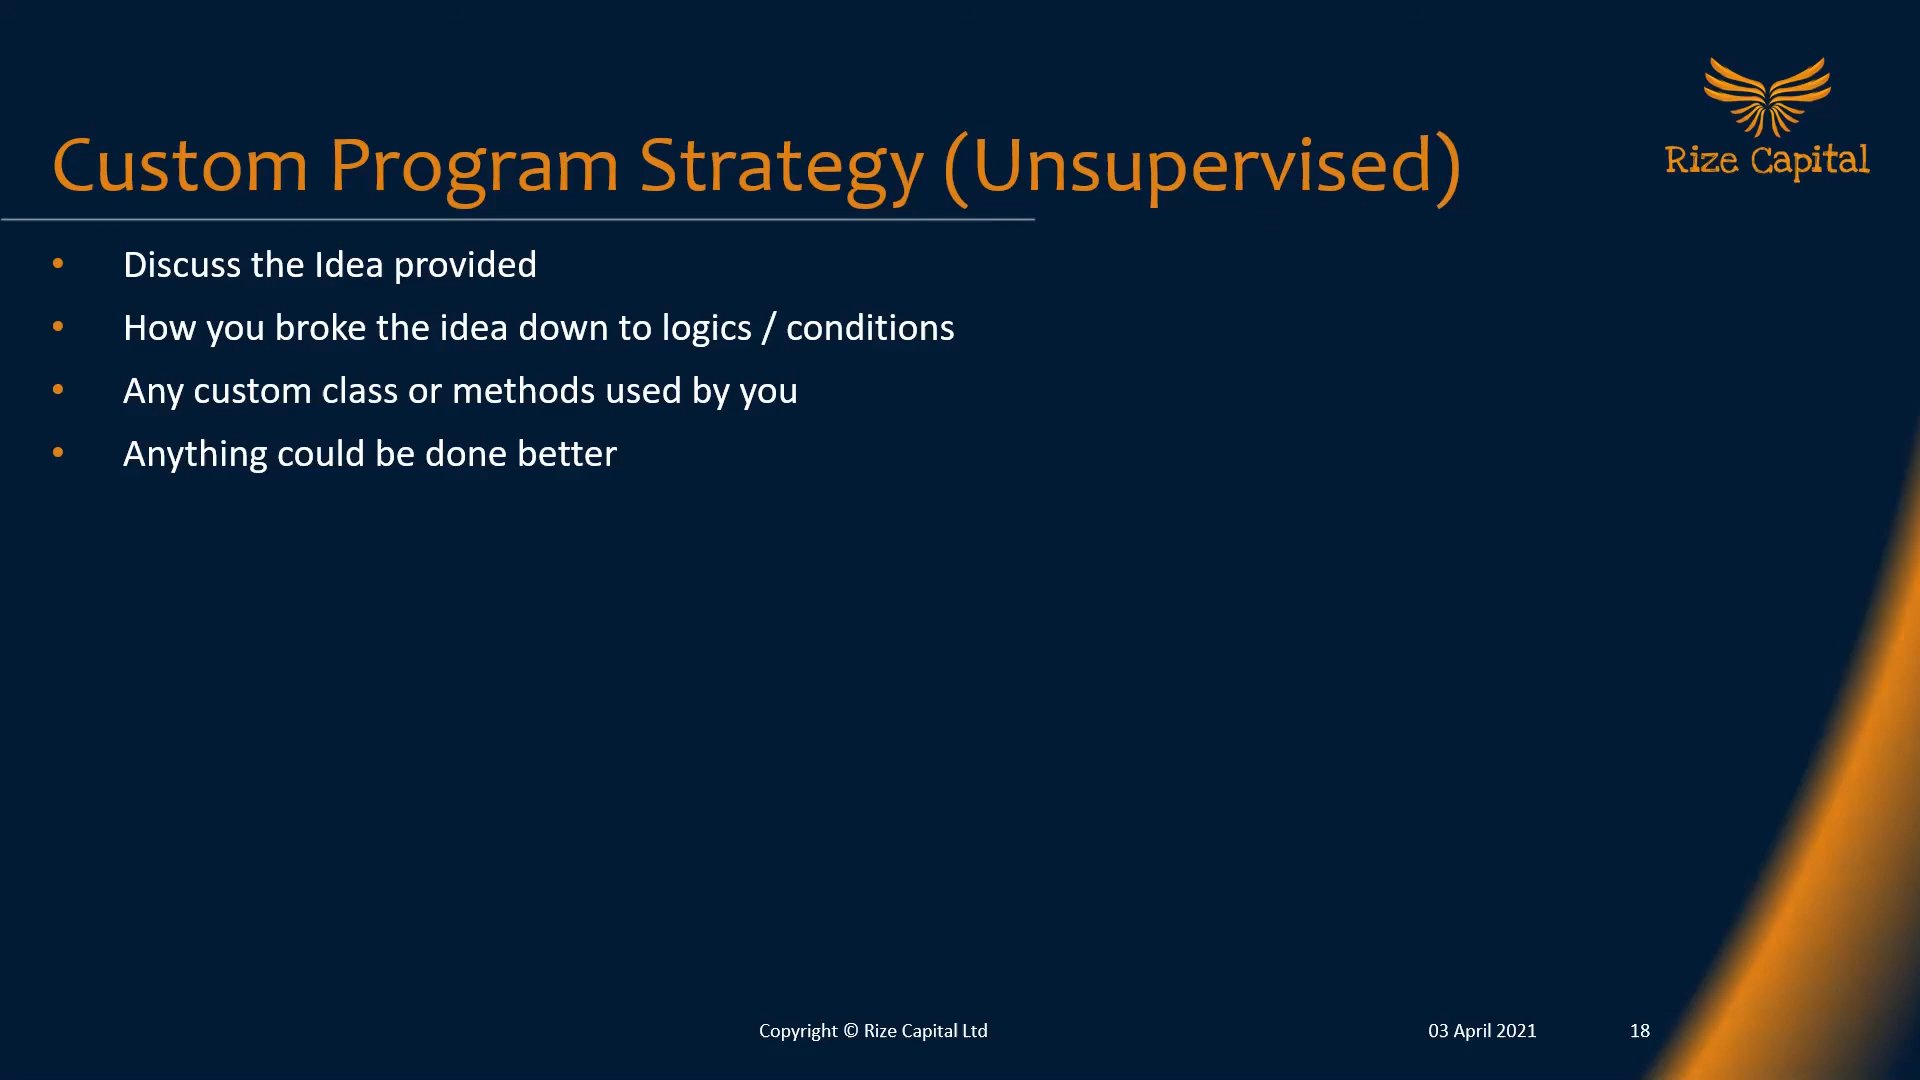 Rize Capital
Custom Program Strategy (Unsupervised)
• Discuss the Idea provided
• How you broke the idea down to logics / conditions
• Any custom class or methods used by you
• Anything could be done better
Copyright © Rize Capital Ltd
03 April 2021
18